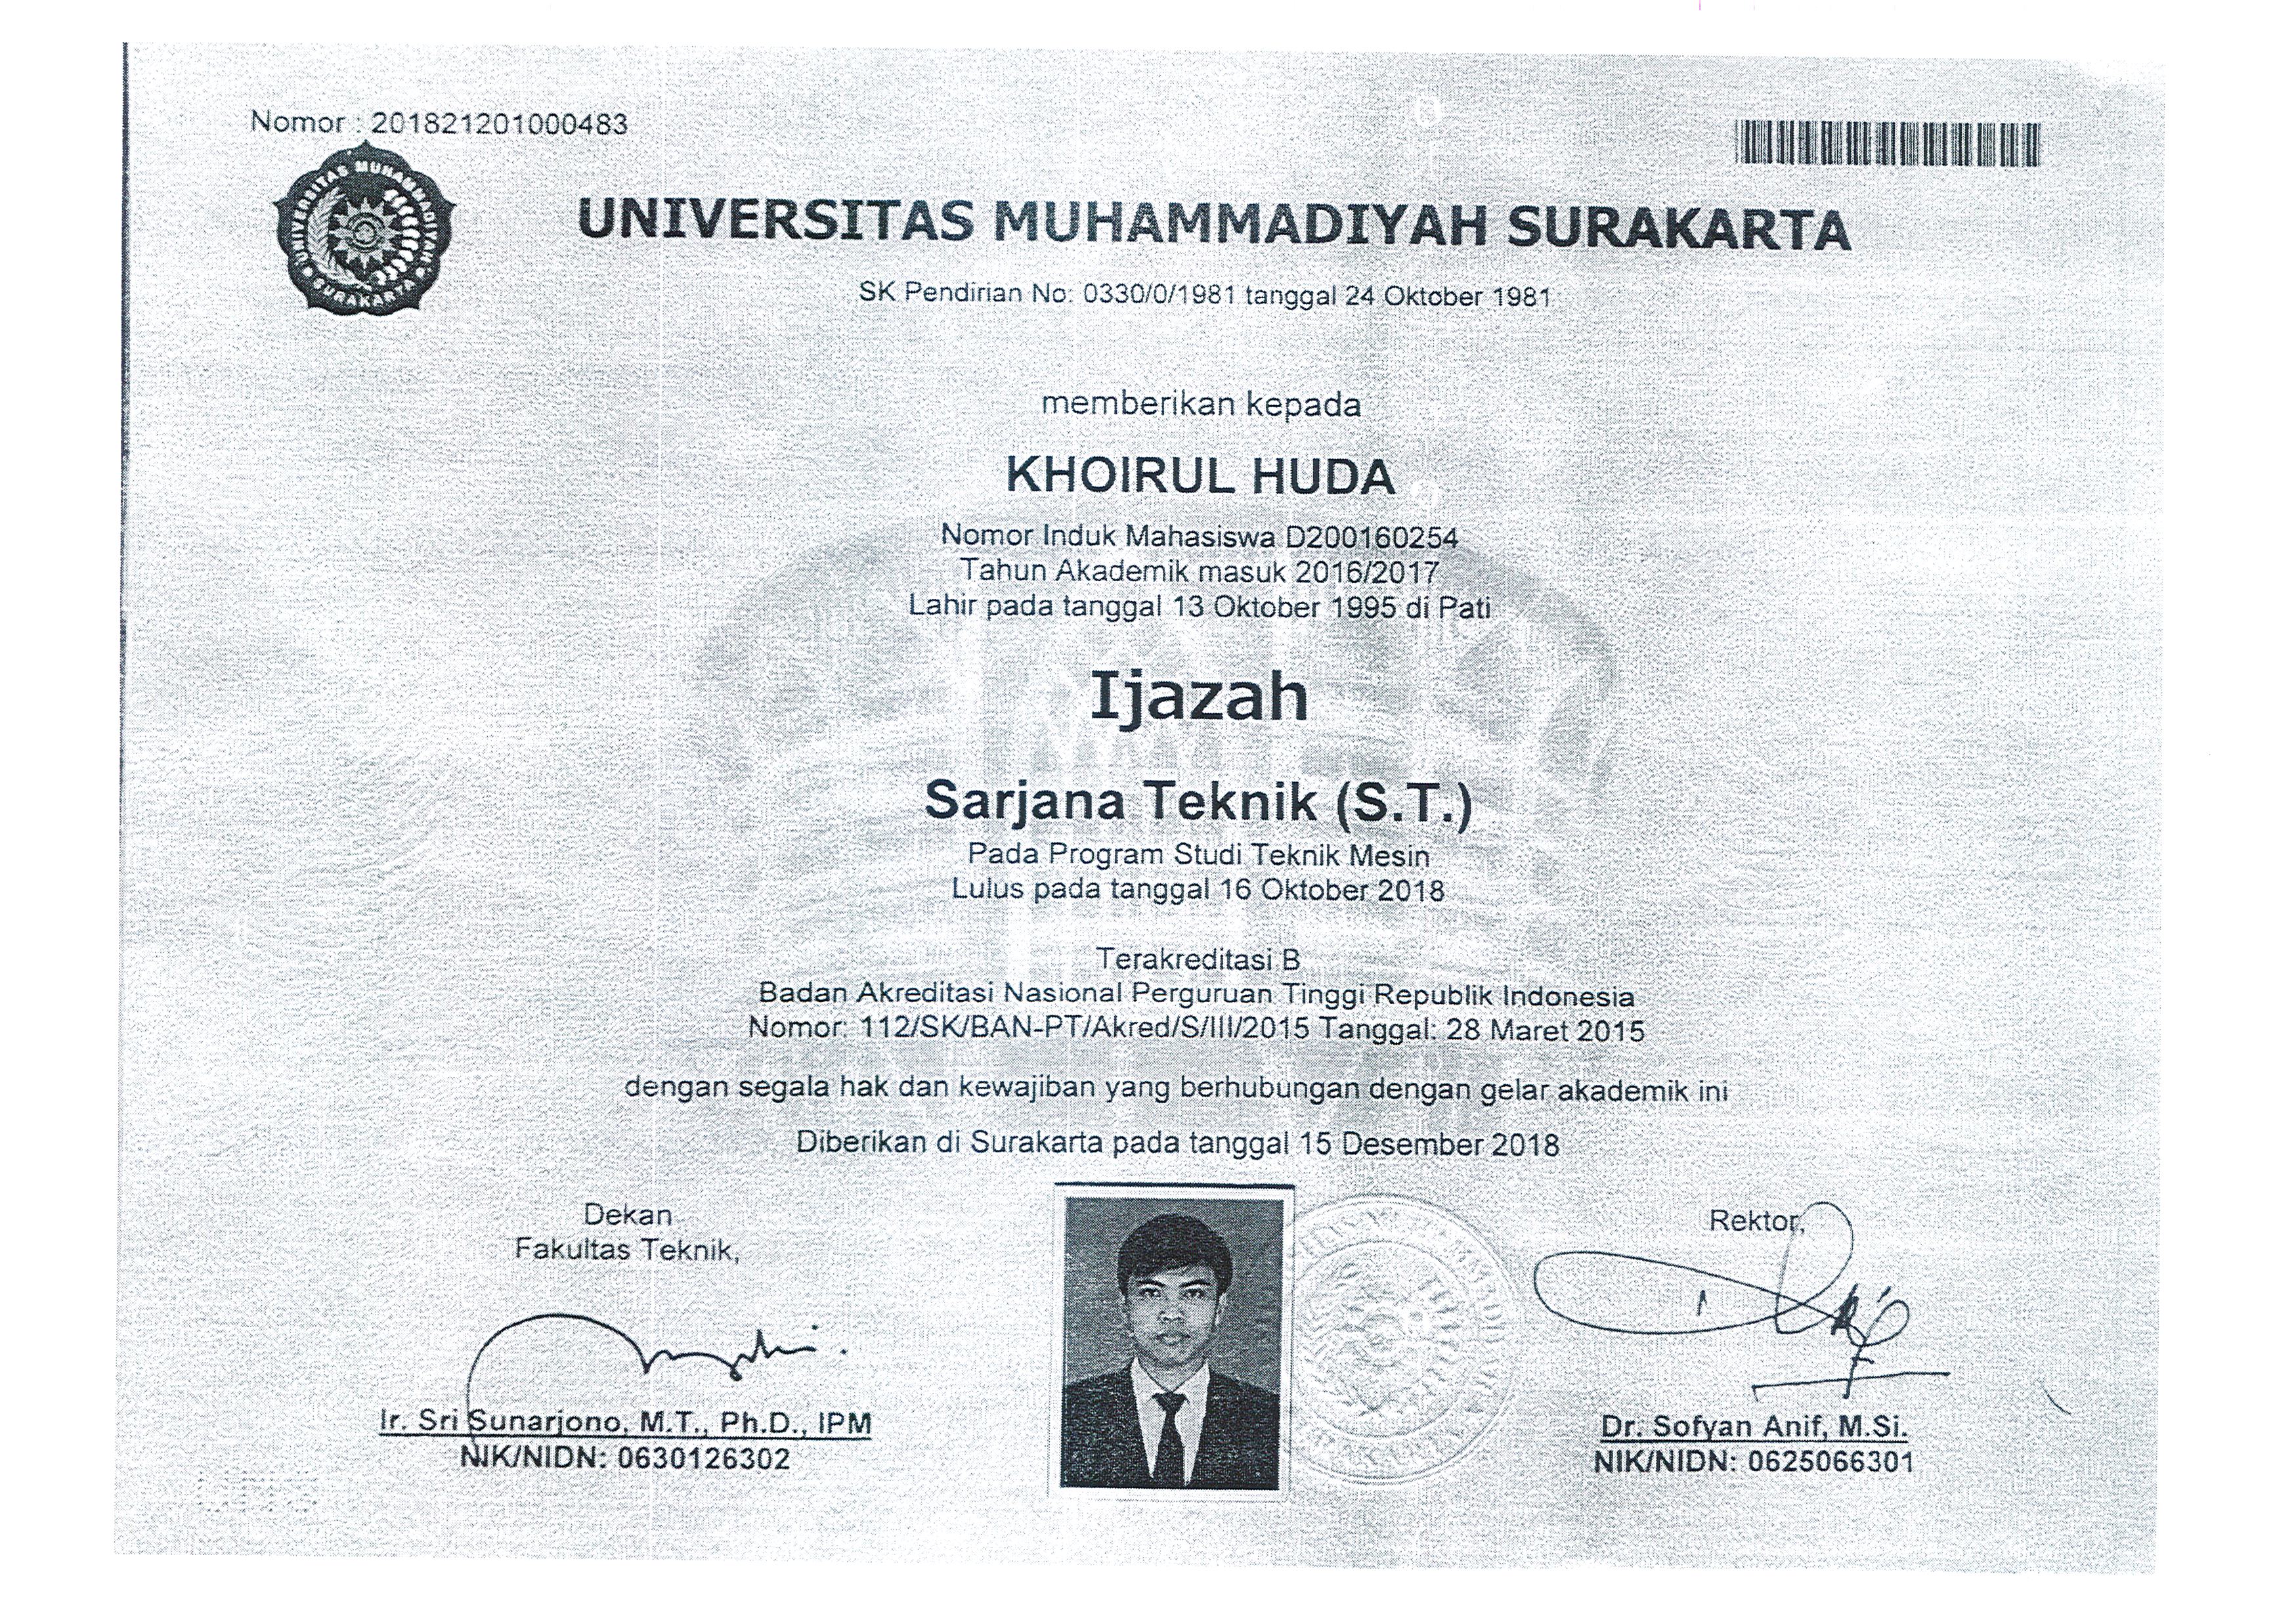 Nomor : 201821201000483
UNIVERSITAS MUHAMMADIYAH
SURAKARTA
UNIVERSITAS MUHAMMADIYAH SURAKARTA
SK Pendirian No: 0330/0/1981 tanggal 24 Oktober 1981
memberikan kepada
KHOIRUL HUDA
Nomor Induk Mahasiswa D200160254
Tahun Akademik masuk 2016/2017
Lahir pada tanggal 13 Oktober 1995 di Pati
Ijazah
Sarjana Teknik (S.T.)
Pada Program Studi Teknik Mesin
Lulus pada tanggal 16 Oktober 2018
Terakreditasi B
Badan Akreditasi Nasional Perguruan Tinggi Republik Indonesia
Nomor: 112/SK/BAN-PT/Akred/S/III/2015 Tanggal: 28 Maret 2015
dengan segala hak dan kewajiban yang berhubungan dengan gelar akademik ini
Diberikan di Surakarta pada tanggal 15 Desember 2018
Dekan
Fakultas Teknik,
Ir. Sri Sunarjono, M.T., Ph.D., IPM
NIK/NIDN: 0630126302
Rektor,
Dr. Sofyan Anif, M.Si.
NIK/NIDN: 0625066301